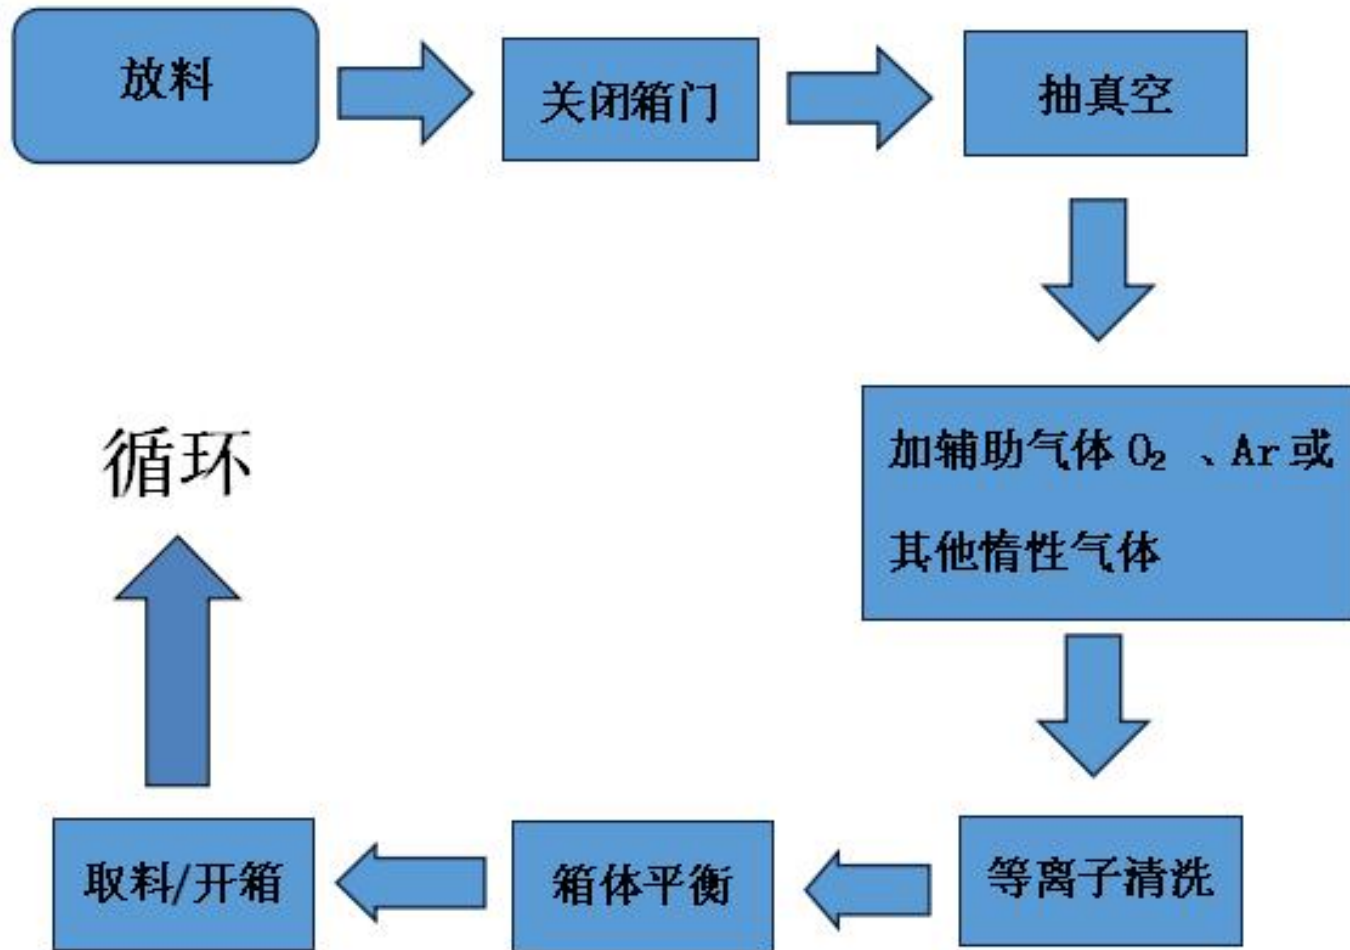 放料
关闭箱门
抽真空
加辅助气体 O₂ 、Ar 或
其他惰性气体
等离子清洗
箱体平衡
取料/开箱
循环